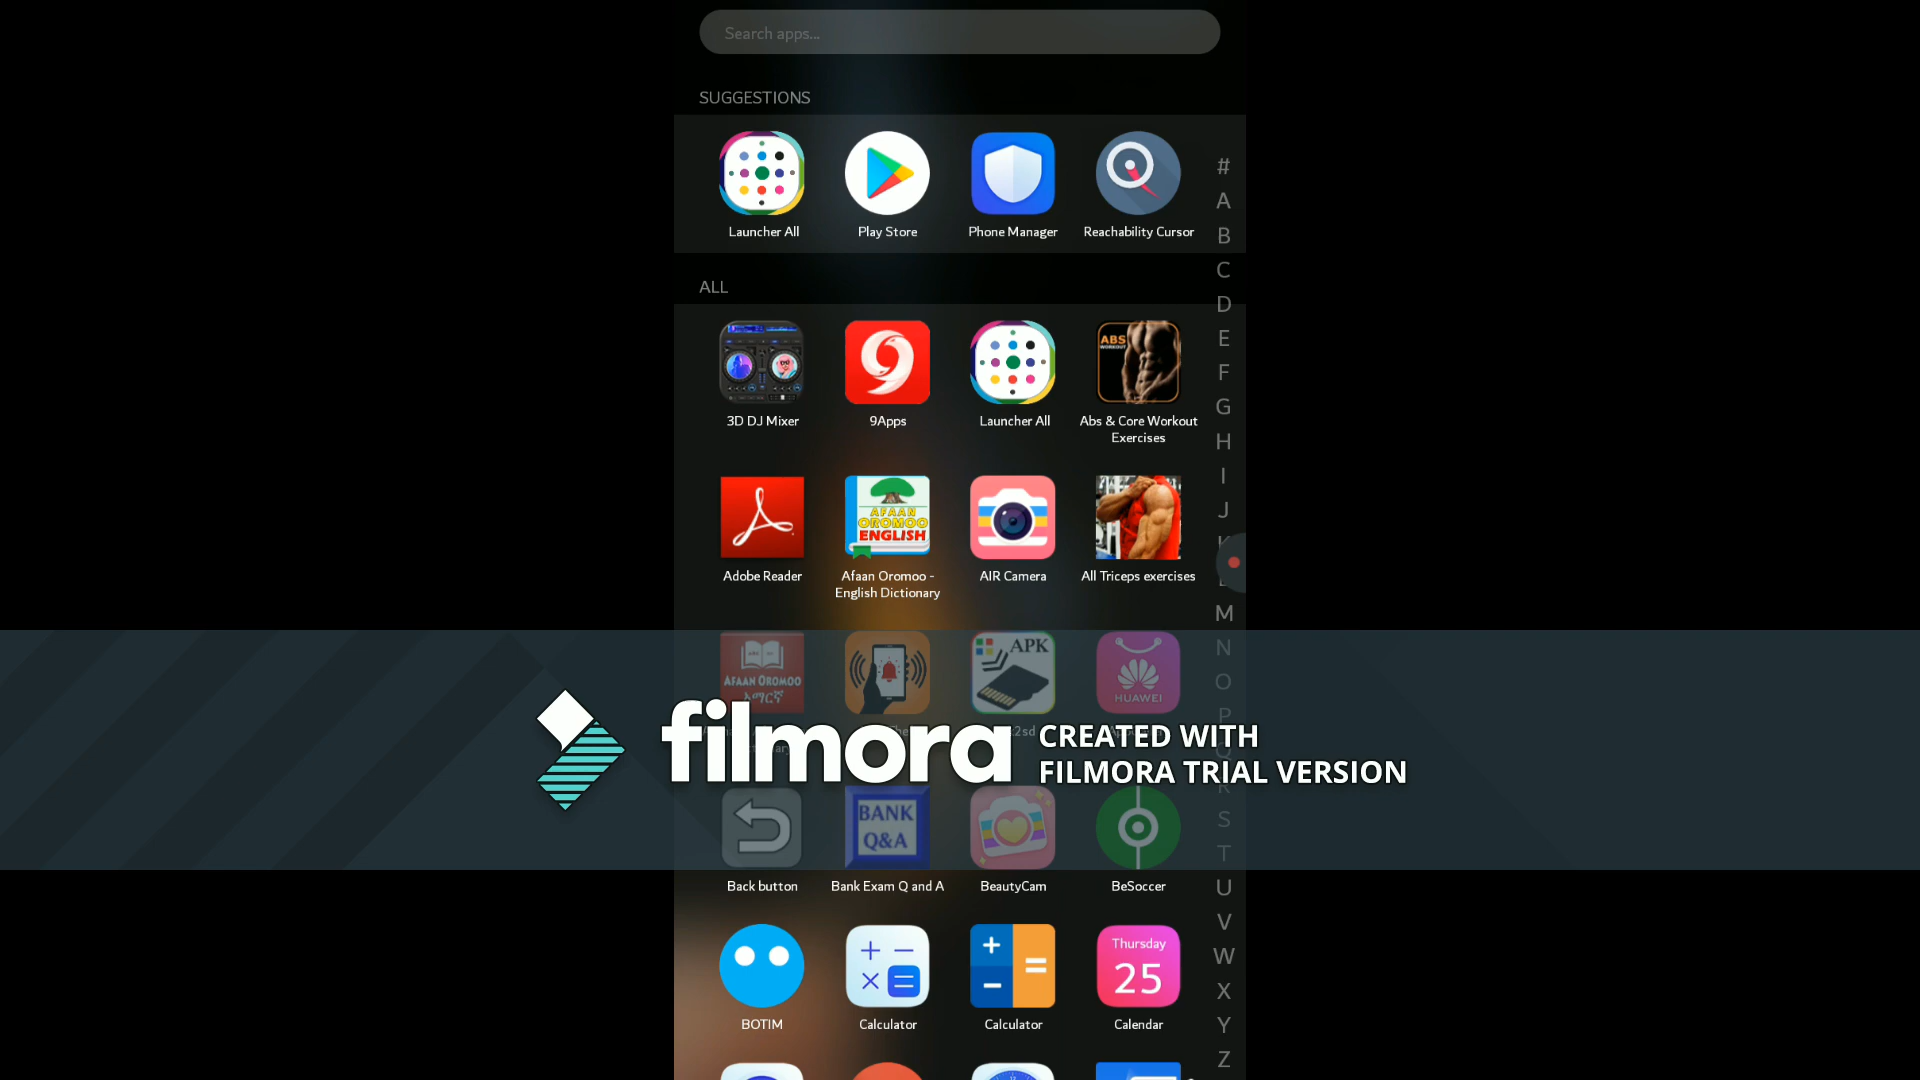 Search apps...
SUGGESTIONS
Launcher All
Play Store
Phone Manager
Reachability Cursor
#
A
B
C
D
E
F
G
H
I
J
ALL
ABS
WORKOUT
3D DJ Mixer
9Apps
Launcher All
Abs & Core Workout
Exercises
AFAAN
OROMOO
ENGLISH
Adobe Reader
Afaan Oromoo -
English Dictionary
AIR Camera
All Triceps exercises
M
N
O
P
AFAAN OROMOO
አማርኛ
APK
HUAWEI
filmora
CREATED WITH
FILMORA TRIAL VERSION
BANK
Q&A
R
S
T
U
V
W
X
Y
Z
Back button
Bank Exam Q and A
BeautyCam
BeSoccer
Thursday
25
BOTIM
Calculator
Calculator
Calendar